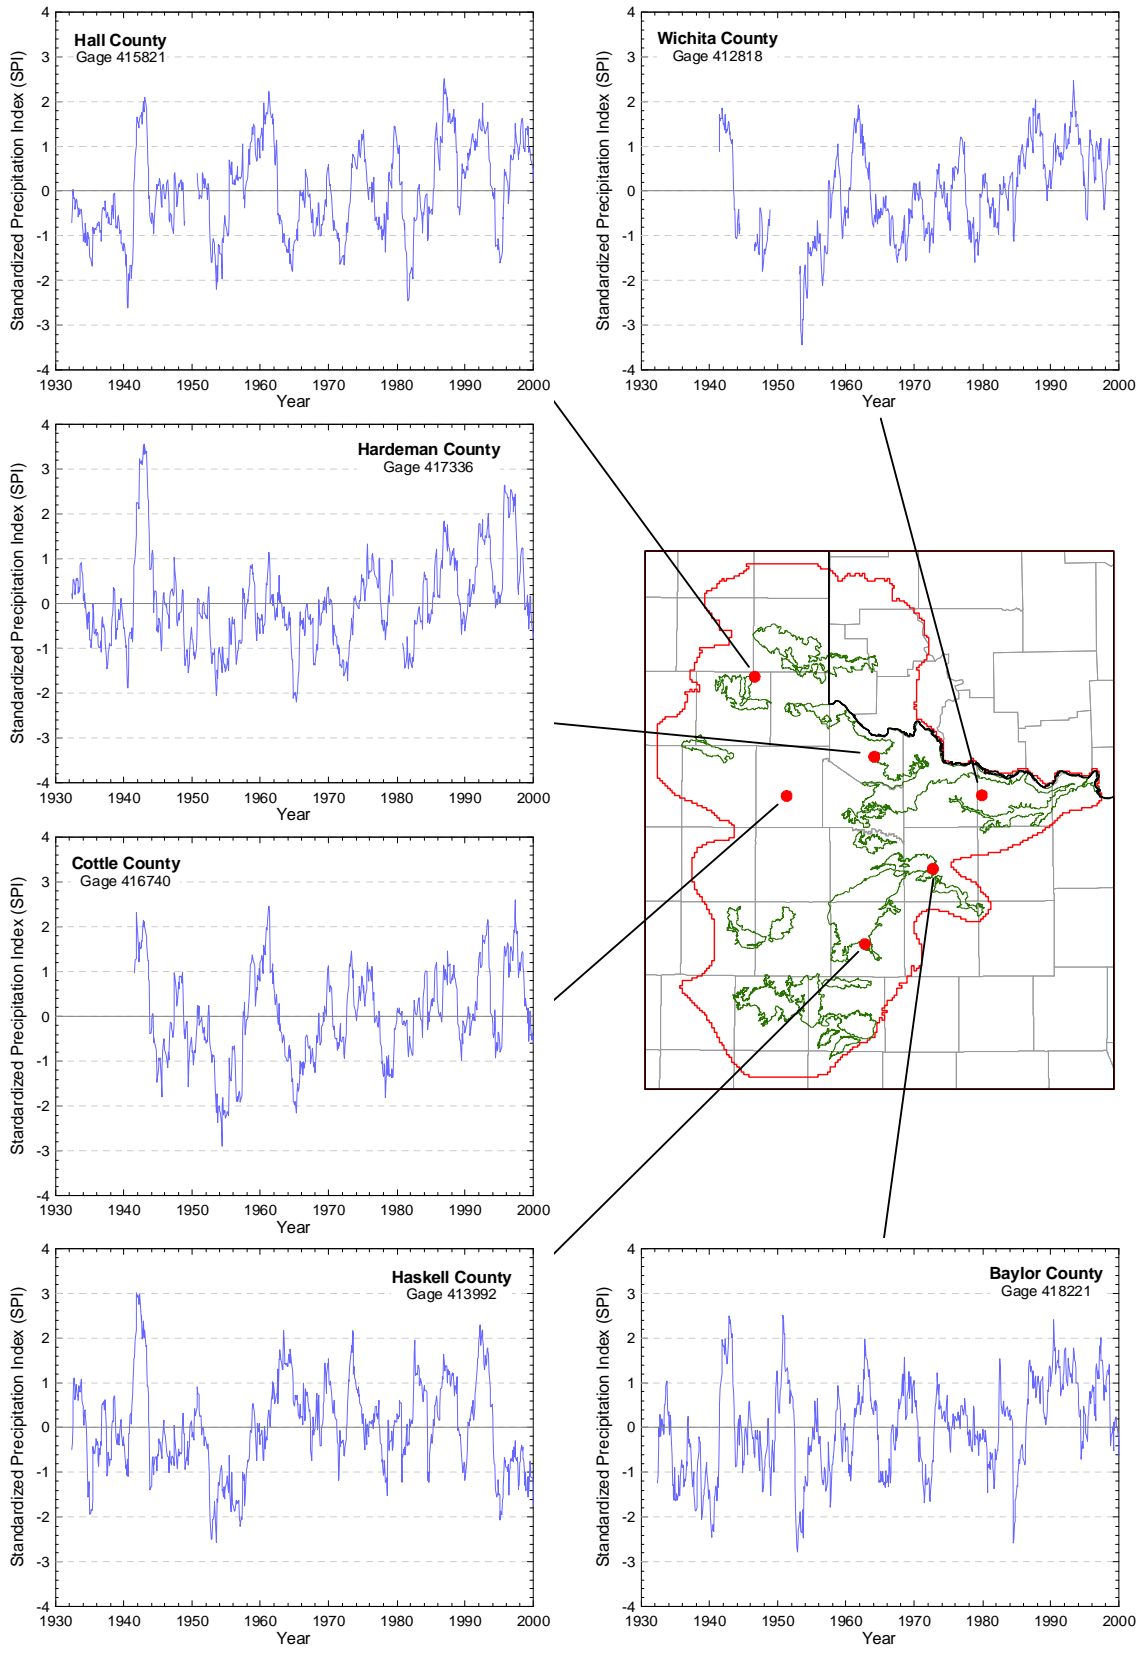 Hall County
Gage 415821
Standardized Precipitation Index (SPI)
4
3
2
1
0
-1
-2
-3
-4
1930 1940 1950 1960 1970 1980 1990 2000
Year
Wichita County
Gage 412818
Standardized Precipitation Index (SPI)
4
3
2
1
0
-1
-2
-3
-4
1930 1940 1950 1960 1970 1980 1990 2000
Year
Hardeman County
Gage 417336
Standardized Precipitation Index (SPI)
4
3
2
1
0
-1
-2
-3
-4
1930 1940 1950 1960 1970 1980 1990 2000
Year
Cottle County
Gage 416740
Stardardized Precipitation Index (SPI)
4
3
2
1
0
-1
-2
-3
-4
1930 1940 1950 1960 1970 1980 1990 2000
Year
Haskell County
Gage 413992
Standardized Precipitation Index (SPI)
4
3
2
1
0
-1
-2
-3
-4
1930 1940 1950 1960 1970 1980 1990 2000
Year
Baylor County
Gage 418221
Standardized Precipitation Index (SPI)
4
3
2
1
0
-1
-2
-3
-4
1930 1940 1950 1960 1970 1980 1990 2000
Year